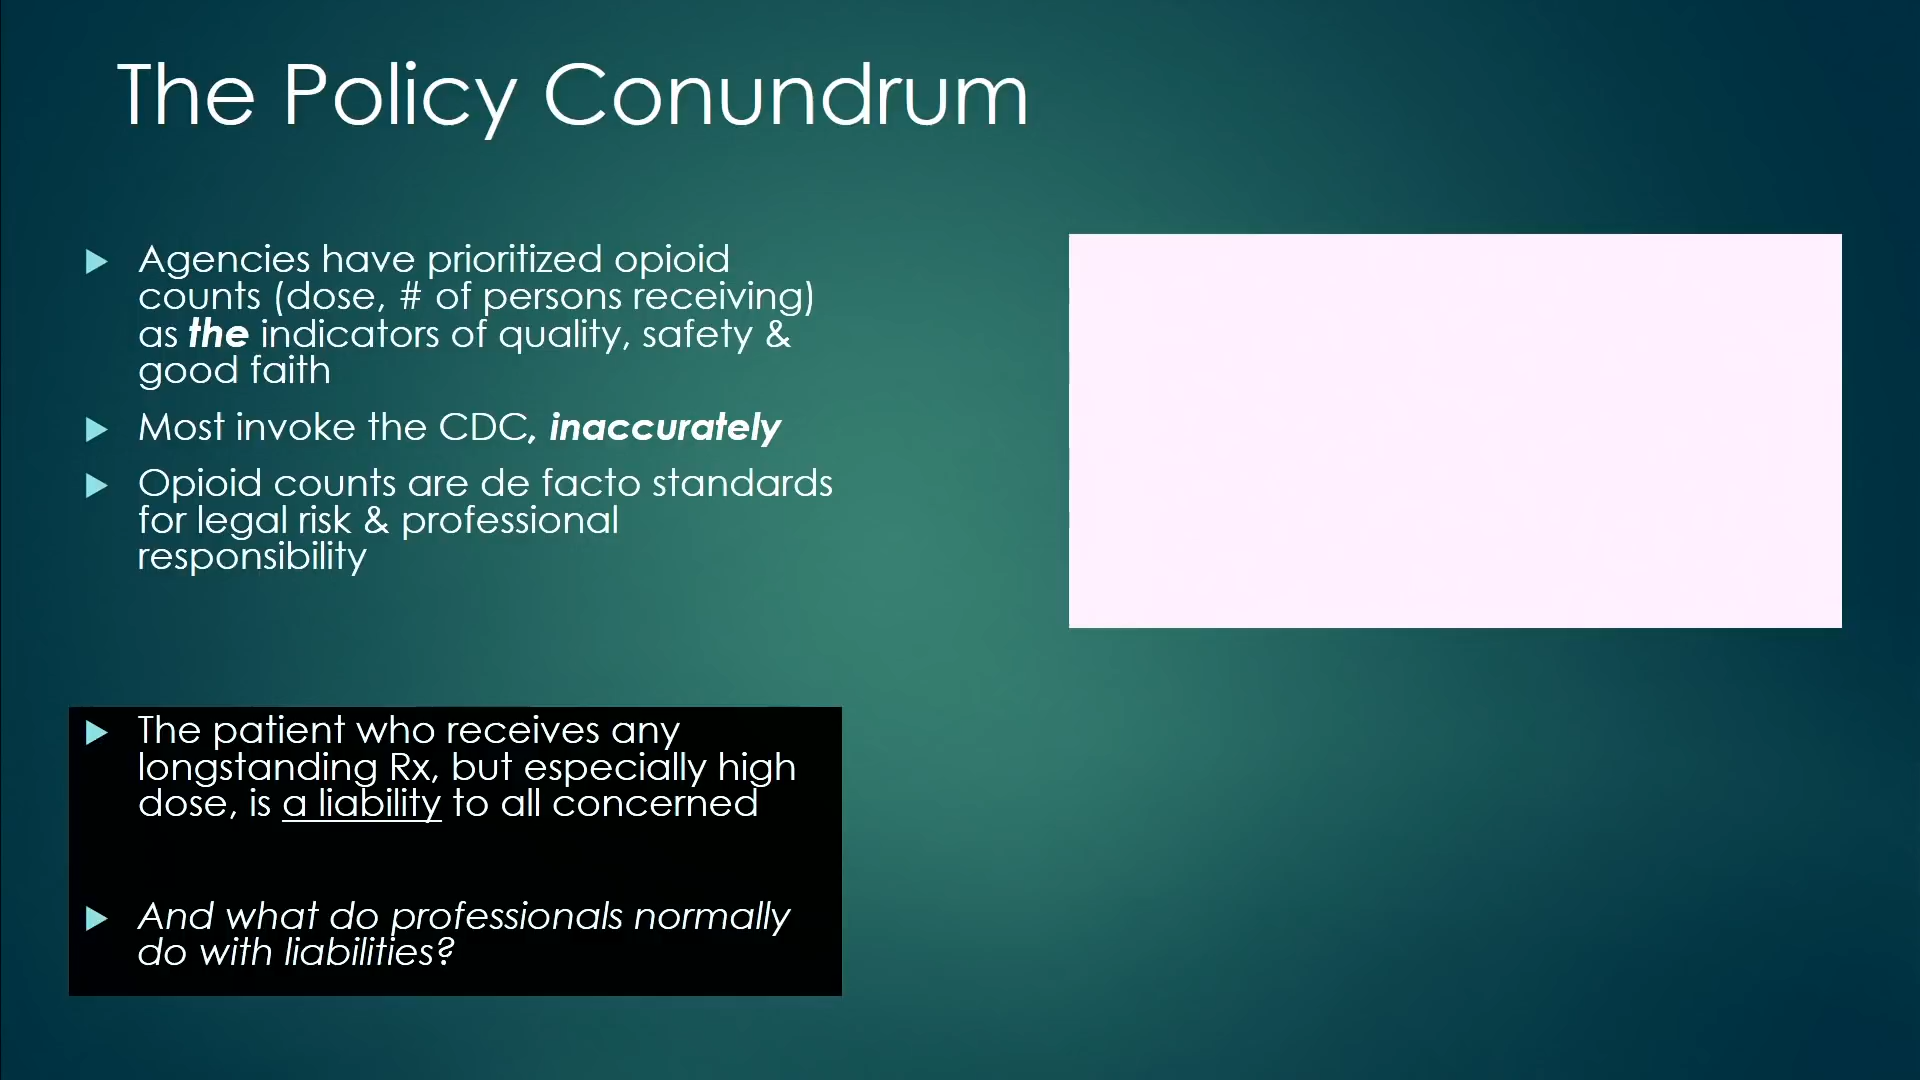 The Policy Conundrum
Agencies have prioritized opioid
counts (dose, # of persons receiving)
as the indicators of quality, safety &
good faith
Most invoke the CDC, inaccurately
Opioid counts are de facto standards
for legal risk & professional
responsibility
The patient who receives any
longstanding Rx, but especially high
dose, is a liability to all concerned
And what do professionals normally
do with liabilities?